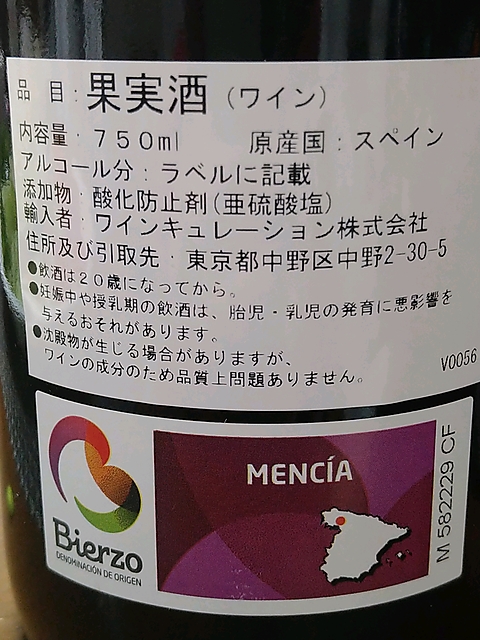 品 目:果実酒(ワイン)
内容量・750ml 原産国:スペイン
アルコール分:ラベルに記載
添加物・酸化防止剤(亜硫酸塩)
輸入者・ワインキュレーション株式会社
住所及び引取先・東京都中野区中野2-30-5
●飲酒は20歳になってから。
●妊娠中や授乳期の飲酒は、胎児・乳児の発育に悪影響を
与えるおそれがあります。
●沈殿物が生じる場合がありますが、
ワインの成分のため品質上問題ありません。
V0056
MENCÍA
Bierzo
DENOMINACIÓN DE ORIGEN
M 582229 CF